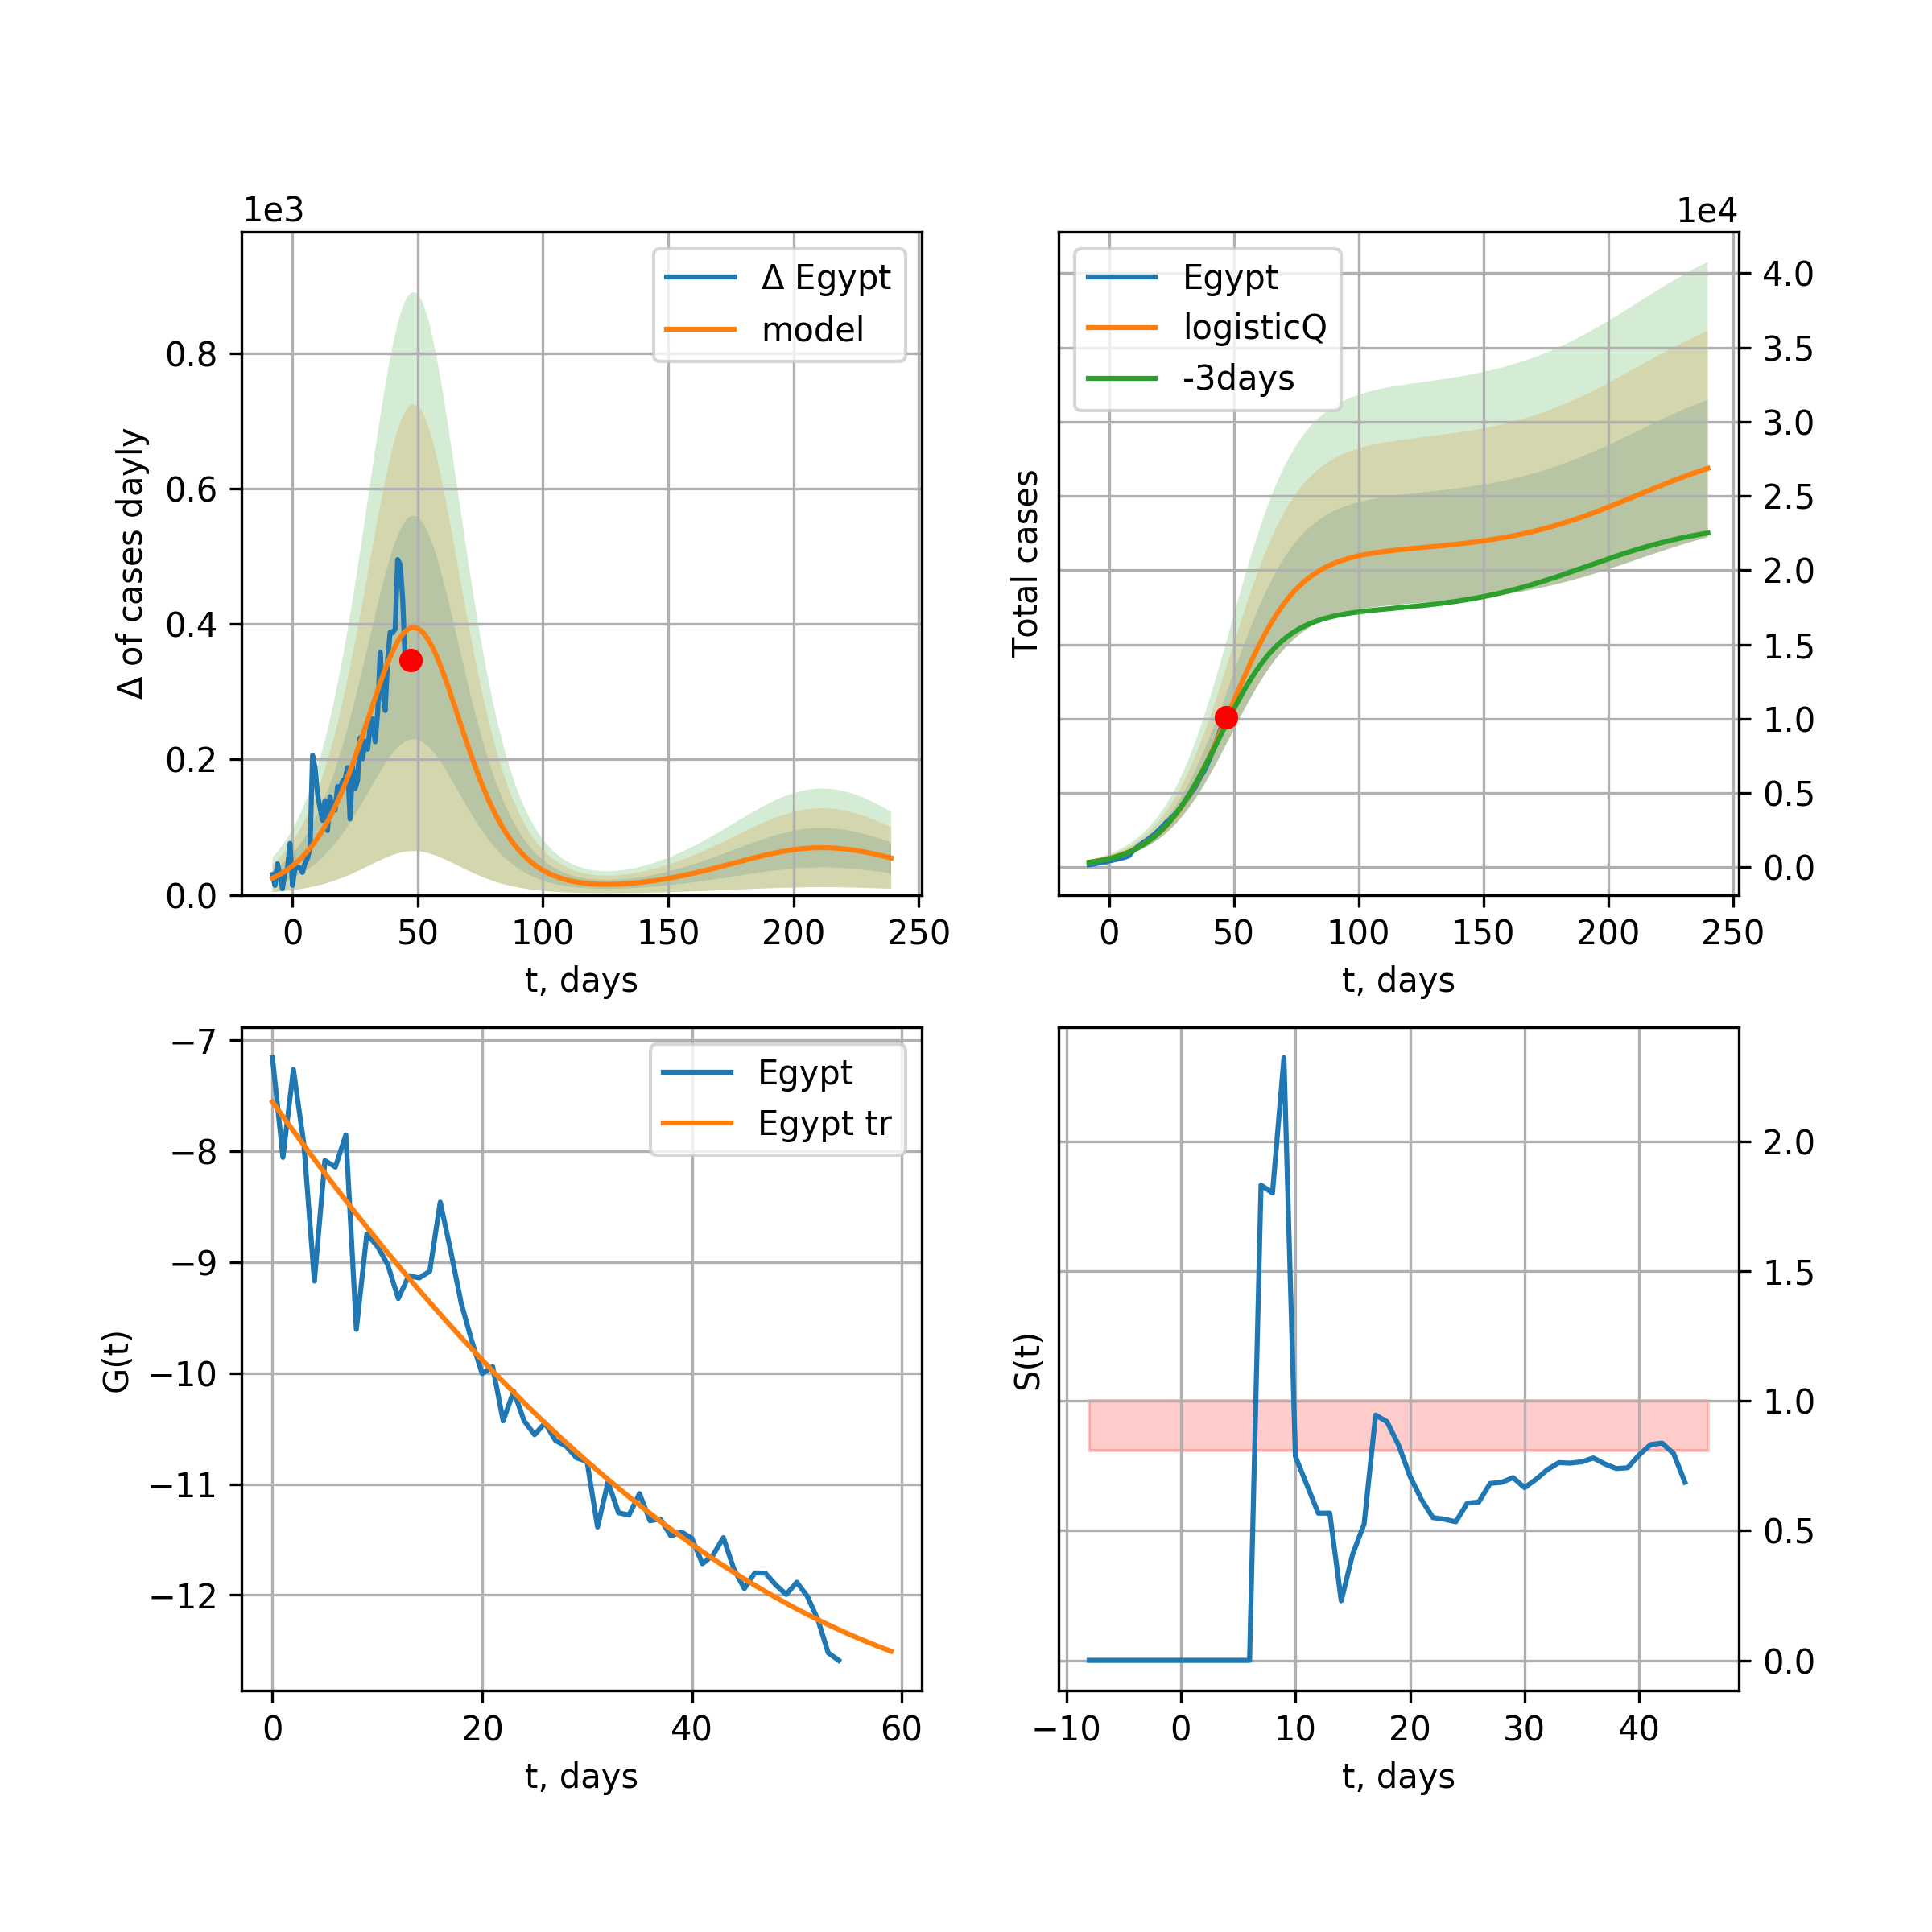 1e3
Δ of cases dayly
0.8
0.6
0.4
0.2
0.0
0 50 100 150 200 250
t, days
Δ Egypt
model
1e4
Total cases
4.0
3.5
3.0
2.5
2.0
1.5
1.0
0.5
0.0
0 50 100 150 200 250
t, days
Egypt
logisticQ
-3days
G(t)
−7
−8
−9
−10
−11
−12
0 20 40 60
t, days
Egypt
Egypt tr
S(t)
2.0
1.5
1.0
0.5
0.0
−10 0 10 20 30 40
t, days